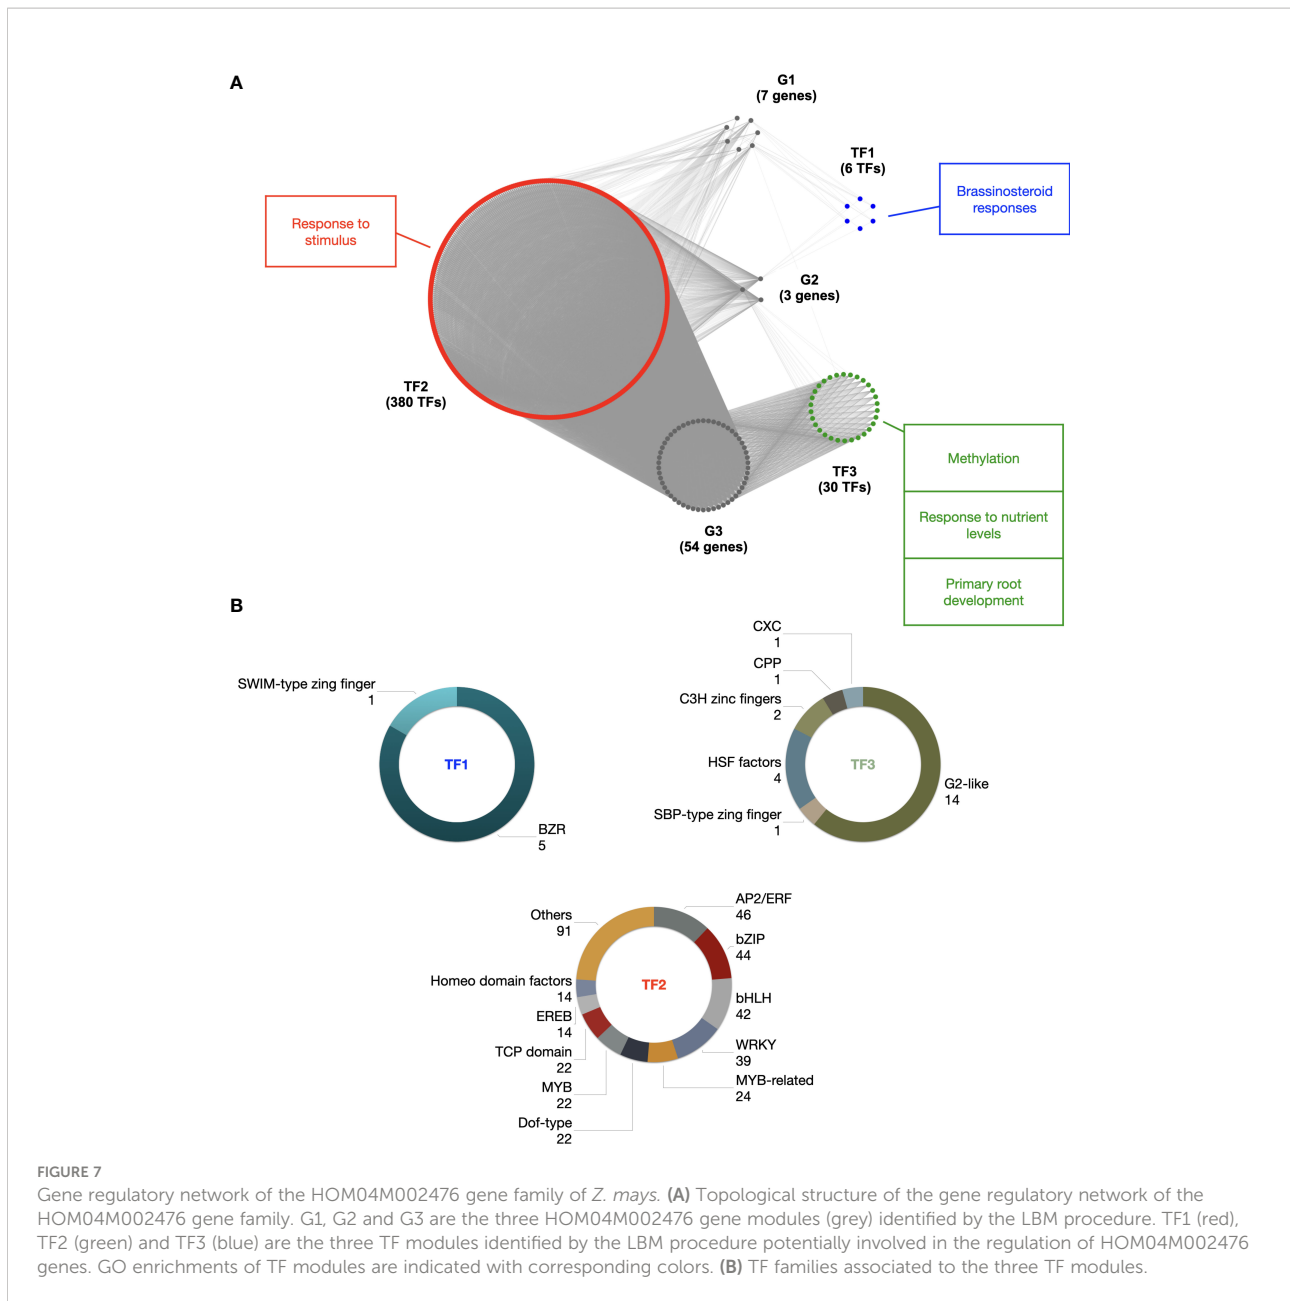 A
G1
(7 genes)
TF1
(6 TFs)
Brassinosteroid
responses
Response to
stimulus
G2
(3 genes)
TF2
(380 TFs)
TF3
(30 TFs)
G3
(54 genes)
Methylation
Response to nutrient
levels
Primary root
development
B
SWIM-type zing finger
1
TF1
BZR
5
CXC
1
CPP
1
C3H zinc fingers
2
HSF factors
4
SBP-type zing finger
1
TF3
G2-like
14
Others
91
Homeo domain factors
14
EREB
14
TCP domain
22
MYB
22
Dof-type
22
TF2
AP2/ERF
46
bZIP
44
bHLH
42
WRKY
39
MYB-related
24
FIGURE 7
Gene regulatory network of the HOM04M002476 gene family of Z. mays. (A) Topological structure of the gene regulatory network of the
HOM04M002476 gene family. G1, G2 and G3 are the three HOM04M002476 gene modules (grey) identified by the LBM procedure. TF1 (red),
TF2 (green) and TF3 (blue) are the three TF modules identified by the LBM procedure potentially involved in the regulation of HOM04M002476
genes. GO enrichments of TF modules are indicated with corresponding colors. (B) TF families associated to the three TF modules.